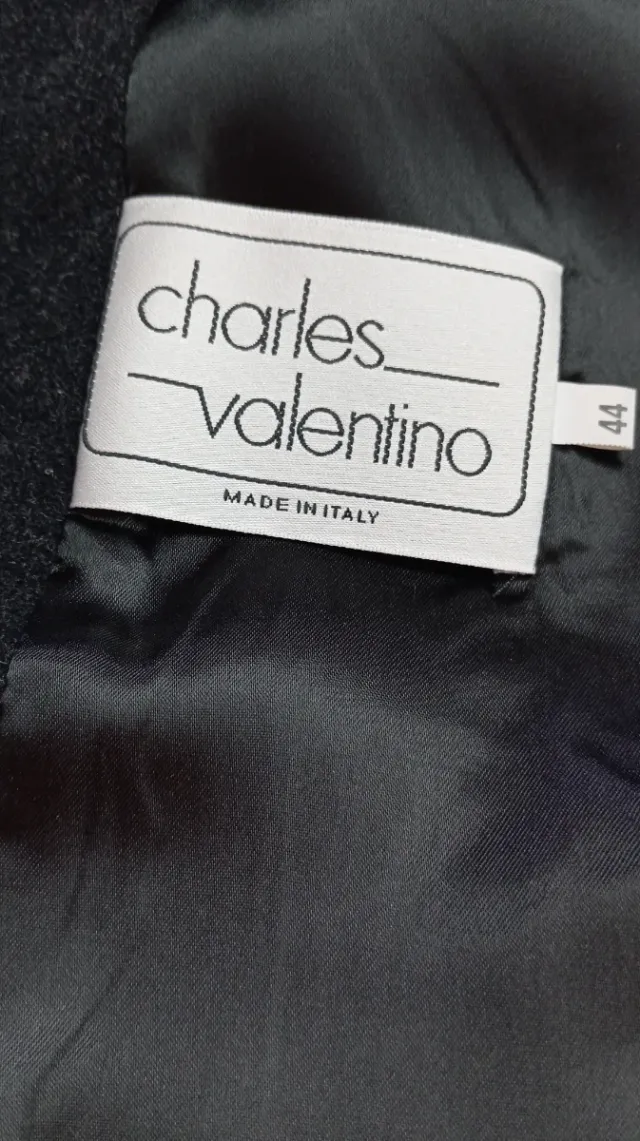 charles
valentino
MADE IN ITALY
44